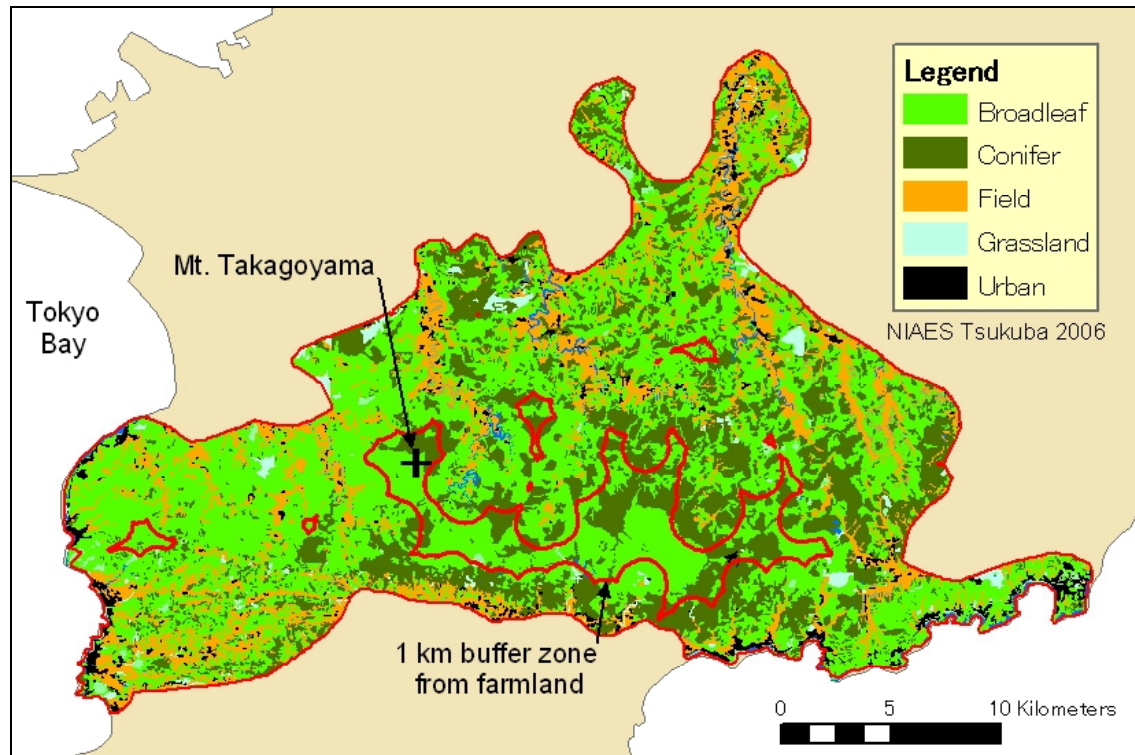 Legend
Broadleaf
Conifer
Field
Grassland
Urban
NIAES Tsukuba 2006
Mt. Takagoyama
Tokyo
Bay
1 km buffer zone
from farmland
0 5 10 Kilometers